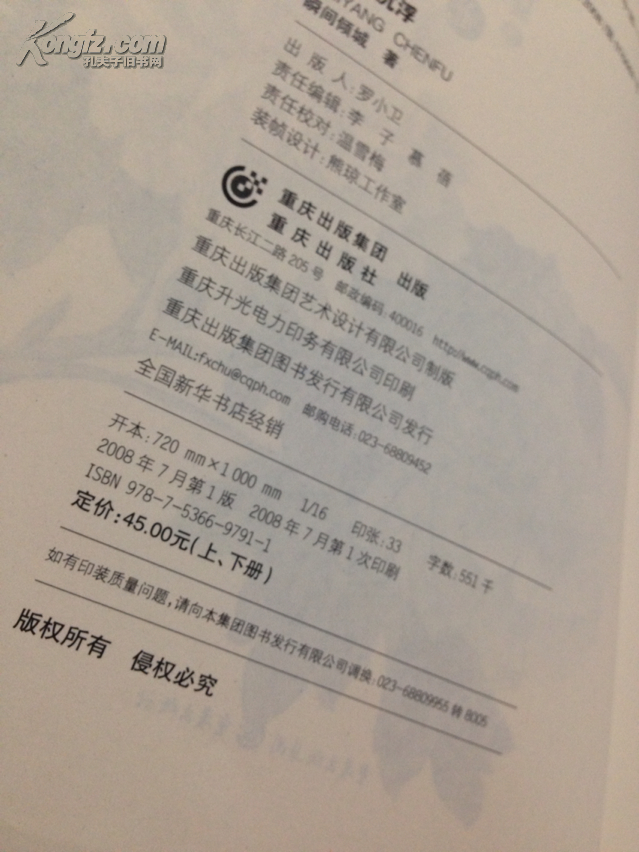 Kongfz.com
孔夫子旧书网
沉浮
YANG CHENFU
瞬间倾城 著
出 版 人：罗小卫
责任编辑：李 子 慕 蓓
责任校对：温雪梅
装帧设计：熊琼工作室
重庆出版集团
重 庆 出 版 社 出版
重庆长江二路 205 号 邮政编码：400016 http://www.cqph.com
重庆出版集团艺术设计有限公司制版
重庆升光电力印务有限公司印刷
重庆出版集团图书发行有限公司发行
E-MAIL:fxchu@cqph.com 邮购电话：023-68809452
全国新华书店经销
开本：720 mm×1 000 mm 1/16 印张：33 字数：551 千
2008 年 7 月第 1 版 2008 年 7 月第 1 次印刷
ISBN 978-7-5366-9791-1
定价：45.00元（上、下册）
如有印装质量问题，请向本集团图书发行有限公司调换：023-68809955 转 8005
版权所有 侵权必究